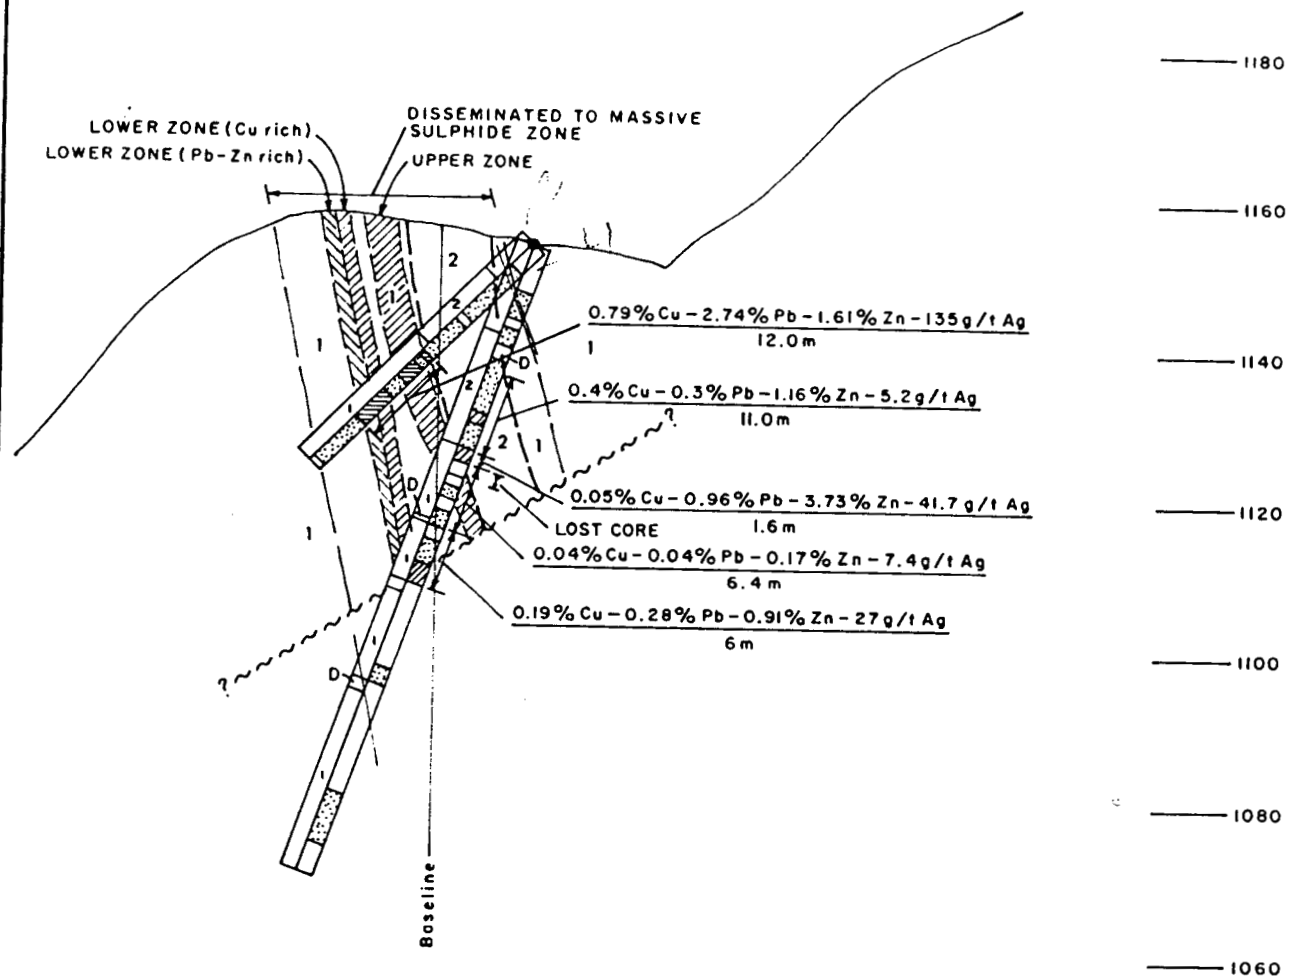 1180
DISSEMINATED TO MASSIVE
SULPHIDE ZONE
LOWER ZONE (Cu rich)
LOWER ZONE (Pb-Zn rich)
UPPER ZONE
1160
2
1
2
0.79% Cu - 2.74% Pb - 1.61% Zn - 135 g/t Ag
12.0 m
1
1
D
1140
2
0.4% Cu - 0.3% Pb - 1.16% Zn - 5.2 g/t Ag
11.0 m
1
?
2
1
D
1
0.05% Cu - 0.96% Pb - 3.73% Zn - 41.7 g/t Ag
1.6 m
1120
LOST CORE
1
0.04% Cu - 0.04% Pb - 0.17% Zn - 7.4 g/t Ag
6.4 m
1
0.19% Cu - 0.28% Pb - 0.91% Zn - 27 g/t Ag
6 m
1
1100
D
?
1
1080
Baseline
1060